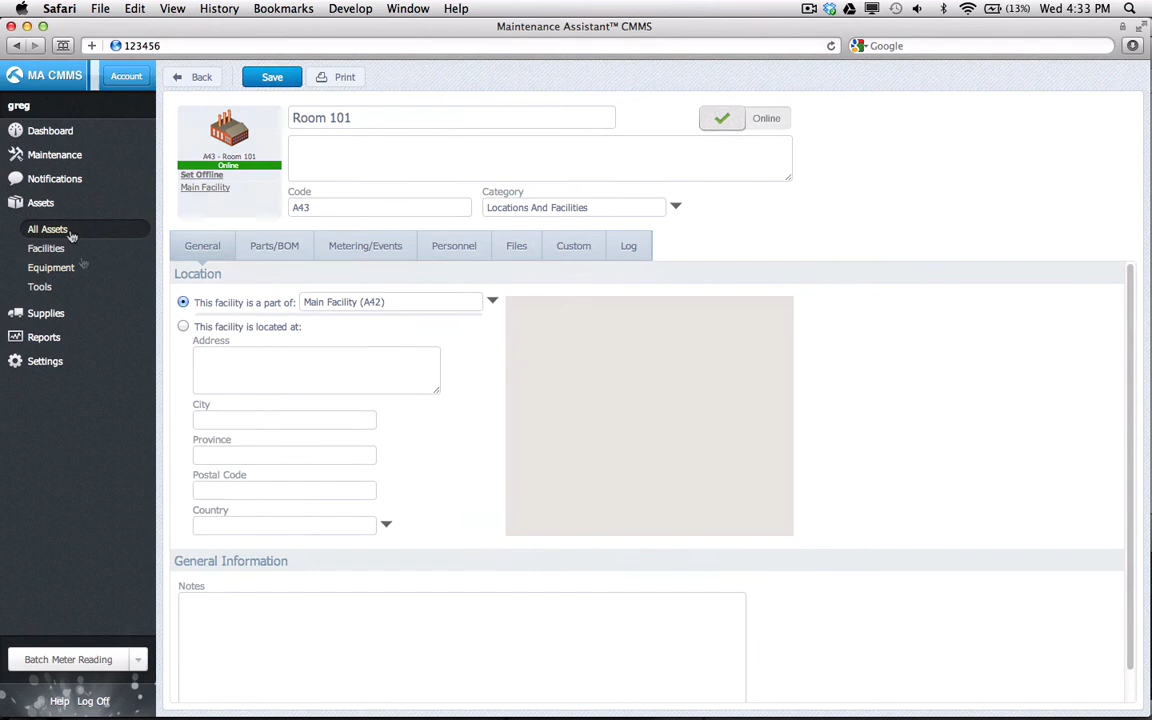 Safari File Edit View History Bookmarks Develop Window Help (13%) Wed 4:33 PM
Maintenance Assistant™ CMMS
123456 Google
MA CMMS Account Back Save Print
greg
Room 101 Online
Dashboard
Maintenance
Notifications
Assets
All Assets
Facilities
Equipment
Tools
Supplies
Reports
Settings
Batch Meter Reading
Help Log Off
A43 - Room 101
Online
Set Offline
Main Facility
Code Category
A43 Locations And Facilities
General Parts/BOM Metering/Events Personnel Files Custom Log
Location
This facility is a part of: Main Facility (A42)
This facility is located at:
Address
City
Province
Postal Code
Country
General Information
Notes